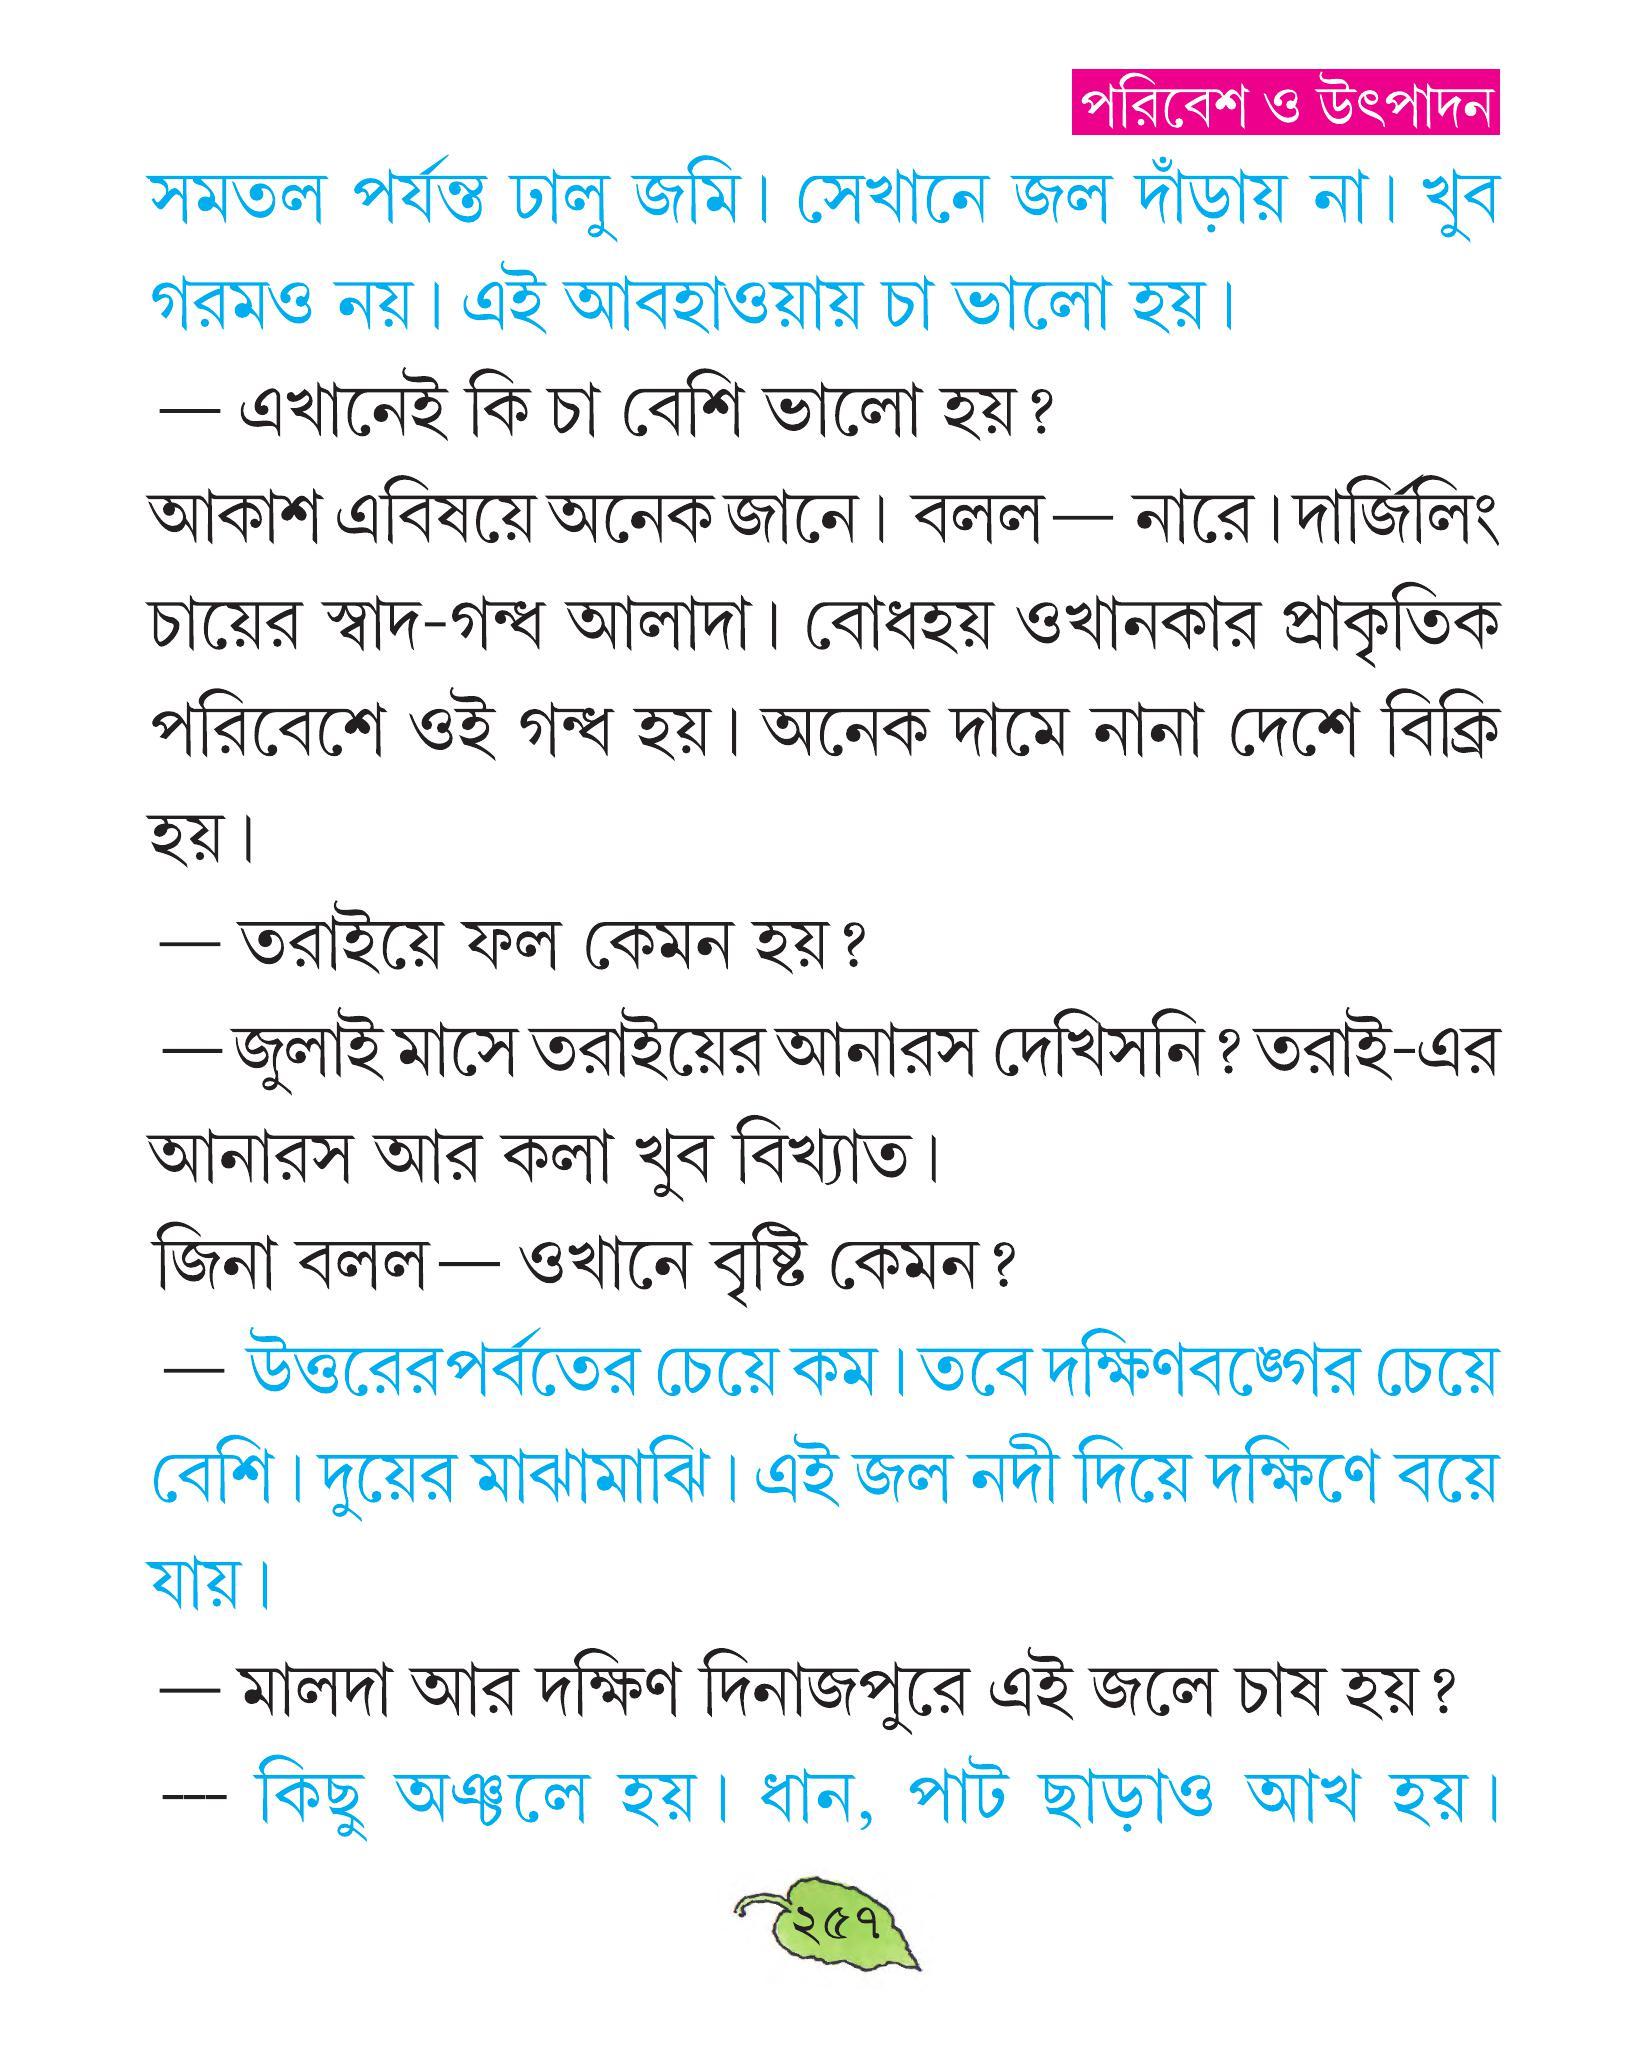 পরিবেশ ও উৎপাদন
সমতল পর্যন্ত ঢালু জমি। সেখানে জল দাঁড়ায় না। খুব
গরমও নয়। এই আবহাওয়ায় চা ভালো হয়।
— এখানেই কি চা বেশি ভালো হয়?
আকাশ এবিষয়ে অনেক জানে। বলল— নারে। দার্জিলিং
চায়ের স্বাদ-গন্ধ আলাদা। বোধহয় ওখানকার প্রাকৃতিক
পরিবেশে ওই গন্ধ হয়। অনেক দামে নানা দেশে বিক্রি
হয়।
— তরাইয়ে ফল কেমন হয়?
— জুলাই মাসে তরাইয়ের আনারস দেখিসনি? তরাই-এর
আনারস আর কলা খুব বিখ্যাত।
জিনা বলল— ওখানে বৃষ্টি কেমন?
— উত্তরের পর্বতের চেয়ে কম। তবে দক্ষিণবঙ্গের চেয়ে
বেশি। দুয়ের মাঝামাঝি। এই জল নদী দিয়ে দক্ষিণে বয়ে
যায়।
— মালদা আর দক্ষিণ দিনাজপুরে এই জলে চাষ হয়?
--- কিছু অঞ্চলে হয়। ধান, পাট ছাড়াও আখ হয়।
২৫৭